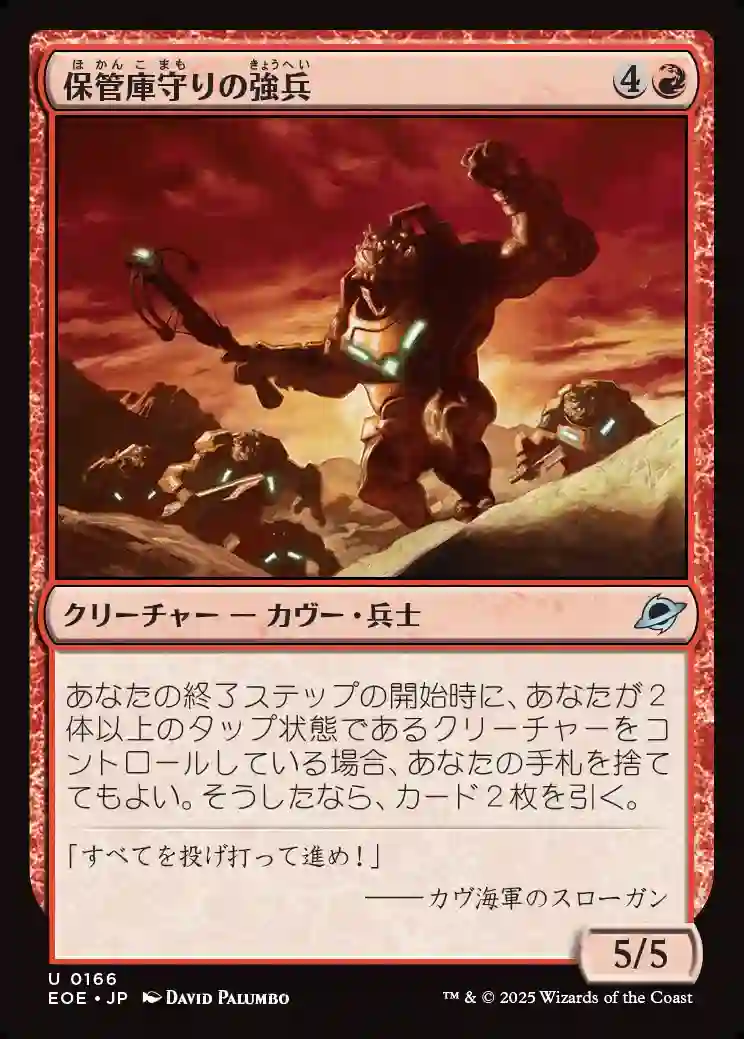 ほかんこまも きょうへい
保管庫守りの強兵 4
クリーチャー — カヴー・兵士
あなたの終了ステップの開始時に、あなたが２
体以上のタップ状態であるクリーチャーをコ
ントロールしている場合、あなたの手札を捨て
てもよい。そうしたなら、カード２枚を引く。
「すべてを投げ打って進め！」
——カヴ海軍のスローガン
5/5
U 0166
EOE • JP DAVID PALUMBO ™ & © 2025 Wizards of the Coast